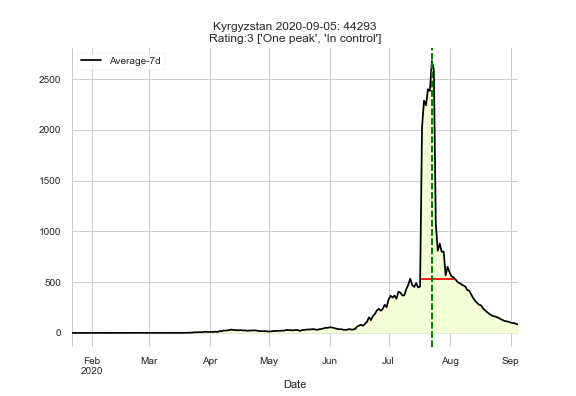 Kyrgyzstan 2020-09-05: 44293
Rating:3 ['One peak', 'In control']
Average-7d
2500
2000
1500
1000
500
0
Feb Mar Apr May Jun Jul Aug Sep
2020
Date